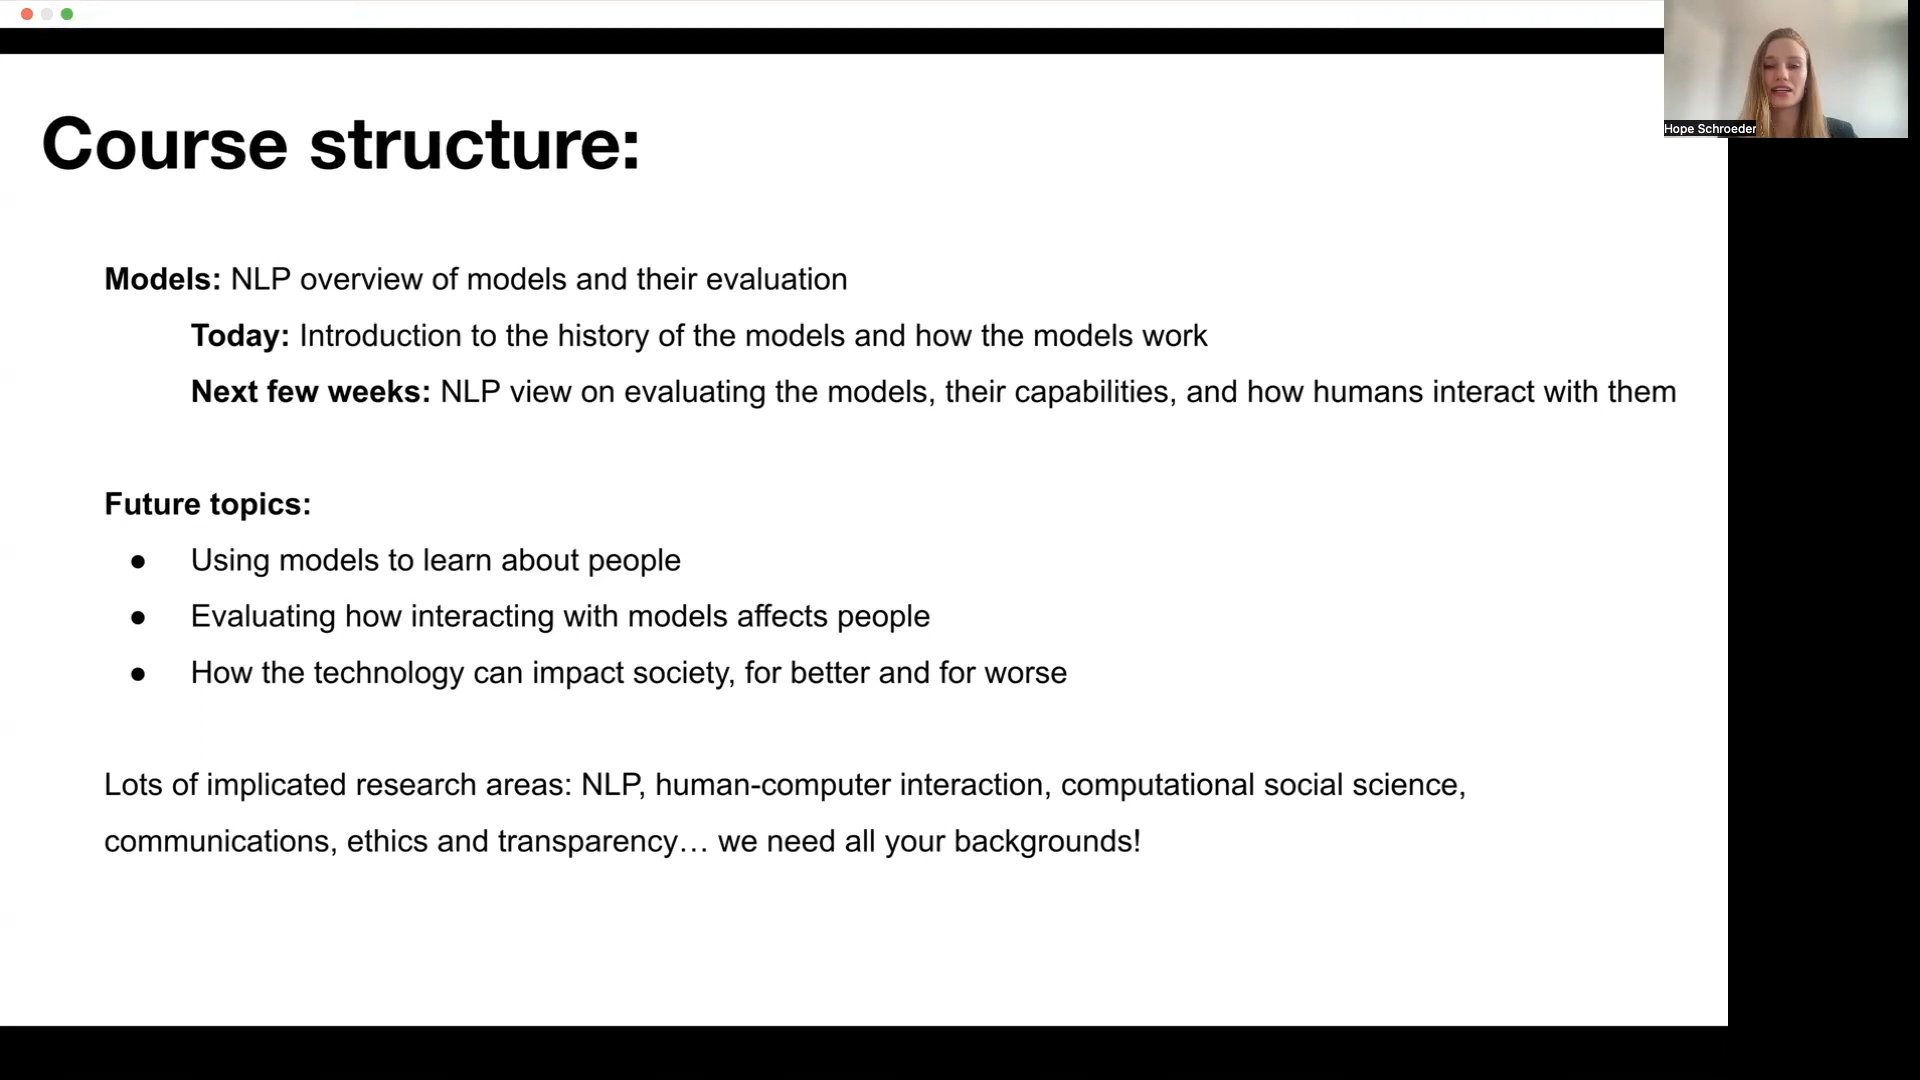 Hope Schroeder
Course structure:
Models: NLP overview of models and their evaluation
Today: Introduction to the history of the models and how the models work
Next few weeks: NLP view on evaluating the models, their capabilities, and how humans interact with them
Future topics:
● Using models to learn about people
● Evaluating how interacting with models affects people
● How the technology can impact society, for better and for worse
Lots of implicated research areas: NLP, human-computer interaction, computational social science,
communications, ethics and transparency… we need all your backgrounds!